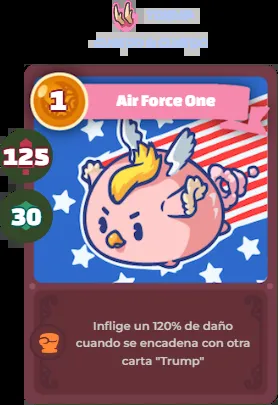 1
Air Force One
125
30
Inflige un 120% de daño
cuando se encadena con otra
carta "Trump"